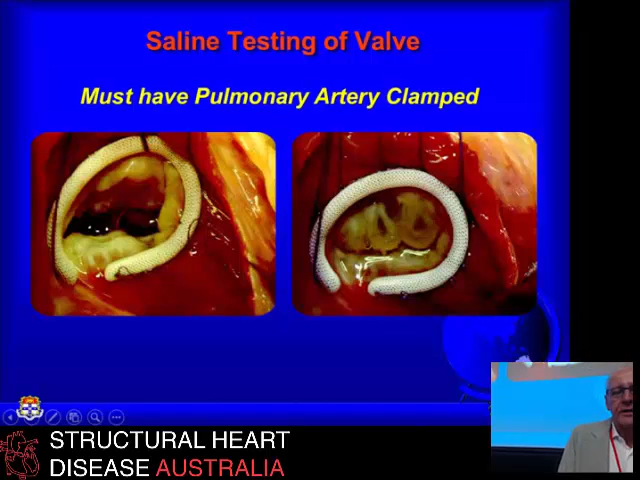 Saline Testing of Valve
Must have Pulmonary Artery Clamped
STRUCTURAL HEART
DISEASE AUSTRALIA